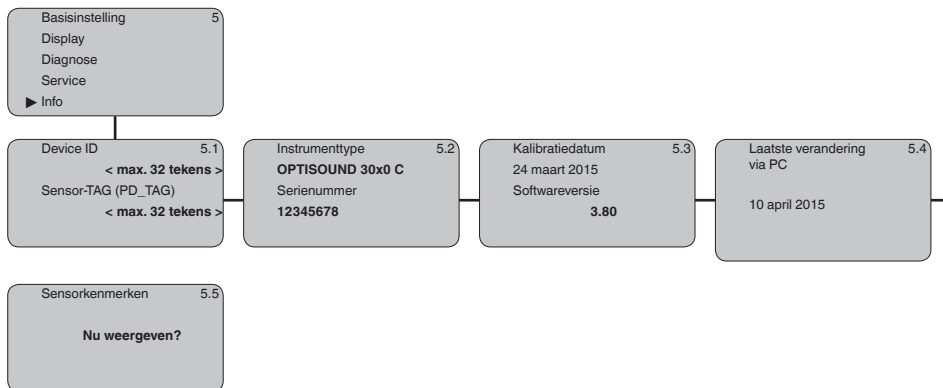 Basisinstelling 5
Display
Diagnose
Service
▶ Info
Device ID 5.1
< max. 32 tekens >
Sensor-TAG (PD_TAG)
< max. 32 tekens >
Instrumenttype 5.2
OPTISOUND 30x0 C
Serienummer
12345678
Kalibratiedatum 5.3
24 maart 2015
Softwareversie
3.80
Laatste verandering 5.4
via PC
10 april 2015
Sensorkenmerken 5.5
Nu weergeven?